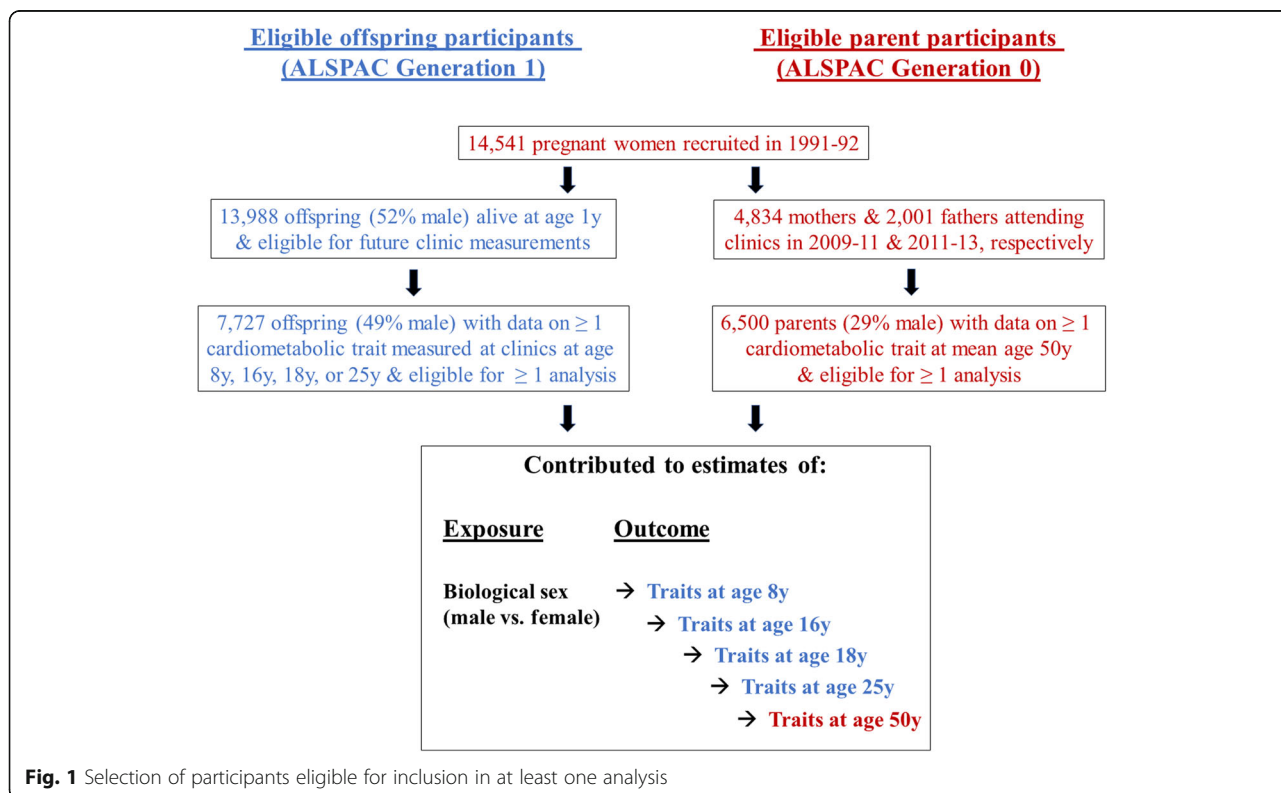 Eligible offspring participants
(ALSPAC Generation 1)
Eligible parent participants
(ALSPAC Generation 0)
14,541 pregnant women recruited in 1991-92
13,988 offspring (52% male) alive at age 1y
& eligible for future clinic measurements
4,834 mothers & 2,001 fathers attending
clinics in 2009-11 & 2011-13, respectively
7,727 offspring (49% male) with data on ≥ 1
cardiometabolic trait measured at clinics at age
8y, 16y, 18y, or 25y & eligible for ≥ 1 analysis
6,500 parents (29% male) with data on ≥ 1
cardiometabolic trait at mean age 50y
& eligible for ≥ 1 analysis
Contributed to estimates of:
Exposure Outcome
Biological sex → Traits at age 8y
(male vs. female)
→ Traits at age 16y
→ Traits at age 18y
→ Traits at age 25y
→ Traits at age 50y
Fig. 1 Selection of participants eligible for inclusion in at least one analysis